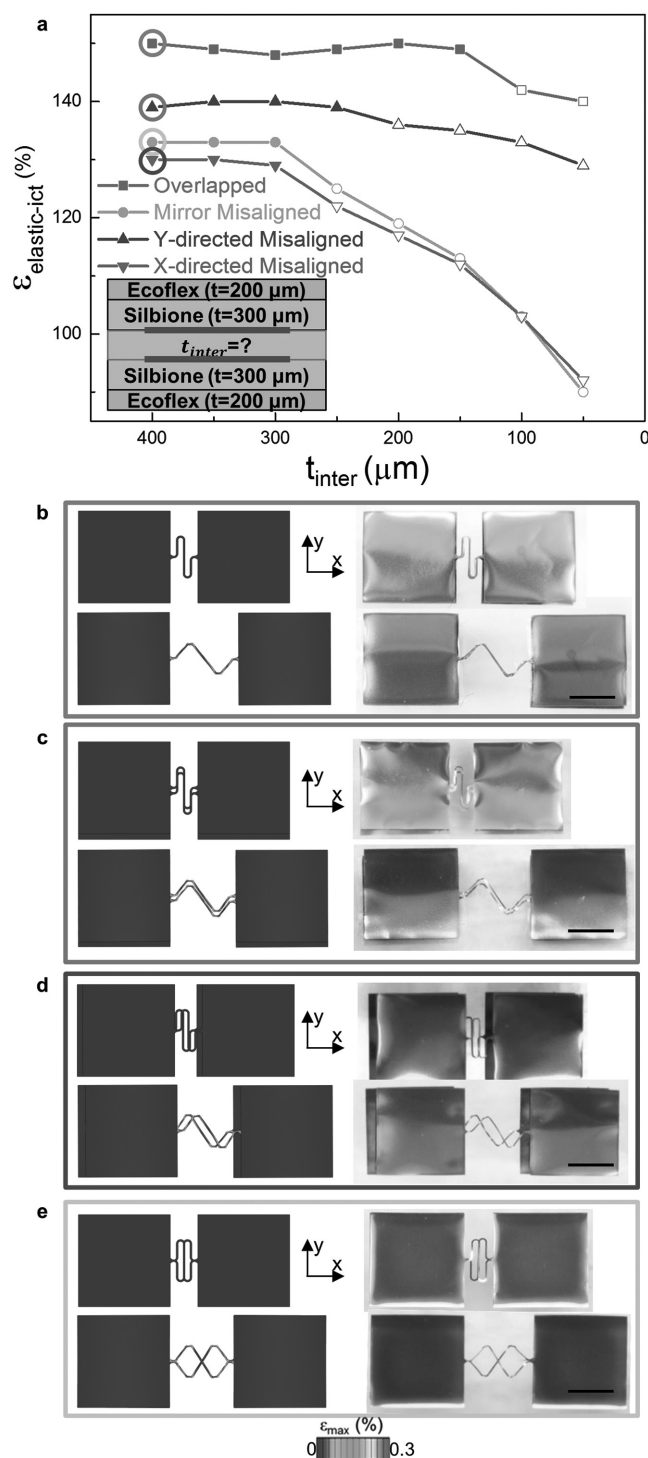 a
150
140
120
100
ε elastic-ict (%)
Overlapped
Mirror Misaligned
Y-directed Misaligned
X-directed Misaligned
Ecoflex (t=200 μm)
Silbione (t=300 μm)
t inter=?
Silbione (t=300 μm)
Ecoflex (t=200 μm)
400 300 200 100 0
t inter (μm)
b
y
x
c
y
x
d
y
x
e
y
x
ε max (%)
0 0.3